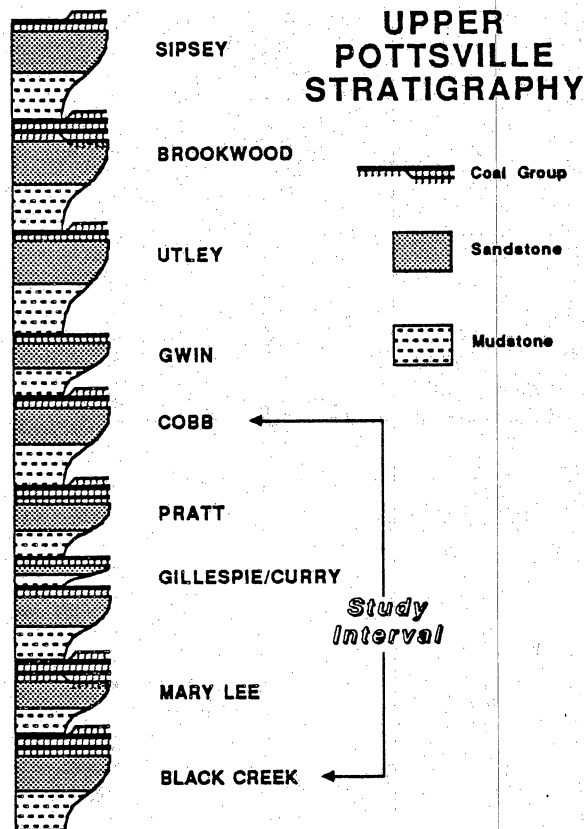 UPPER
POTTSVILLE
STRATIGRAPHY
SIPSEY
BROOKWOOD
UTLEY
GWIN
COBB
PRATT
GILLESPIE/CURRY
MARY LEE
BLACK CREEK
Coal Group
Sandstone
Mudstone
Study
Interval